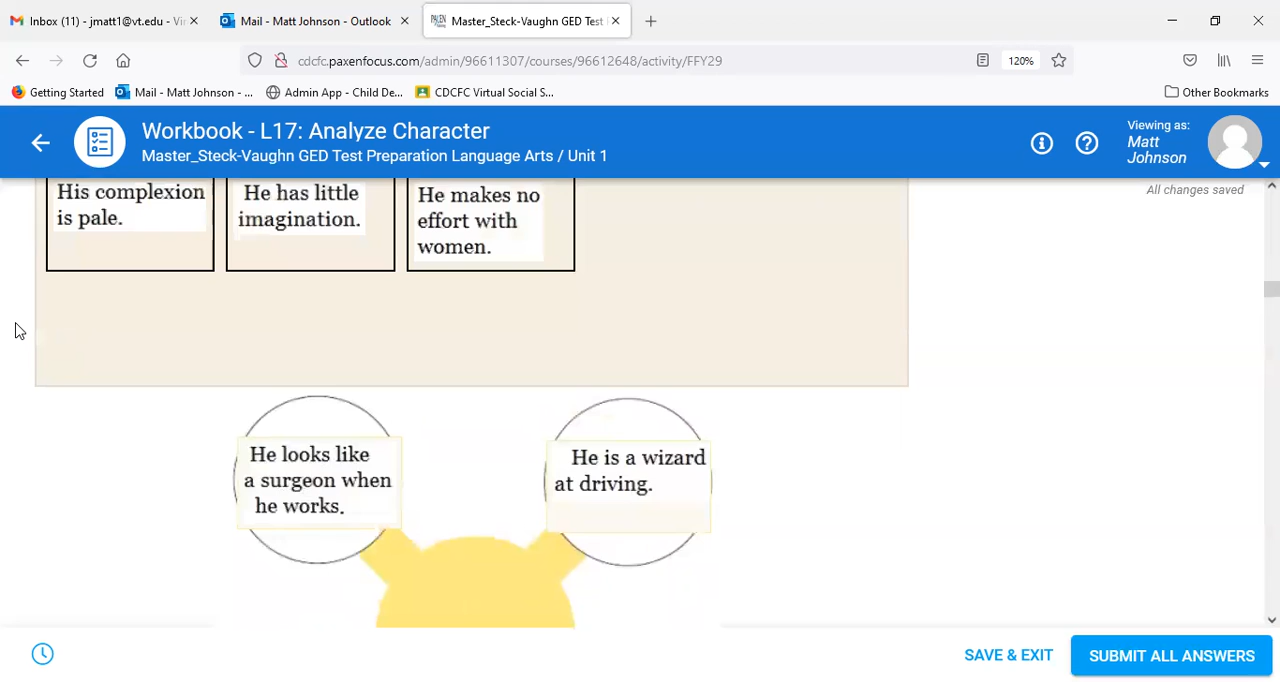 Inbox (11) - jmatt1@vt.edu - Vir
Mail - Matt Johnson - Outlook
PAXEN
Master_Steck-Vaughn GED Test
cdcfc.paxenfocus.com/admin/96611307/courses/96612648/activity/FFY29
120%
Getting Started
Mail - Matt Johnson - ...
Admin App - Child De...
CDCFC Virtual Social S...
Other Bookmarks
Workbook - L17: Analyze Character
Master_Steck-Vaughn GED Test Preparation Language Arts / Unit 1
Viewing as:
Matt
Johnson
All changes saved
His complexion
is pale.
He has little
imagination.
He makes no
effort with
women.
He looks like
a surgeon when
he works.
He is a wizard
at driving.
SAVE & EXIT
SUBMIT ALL ANSWERS